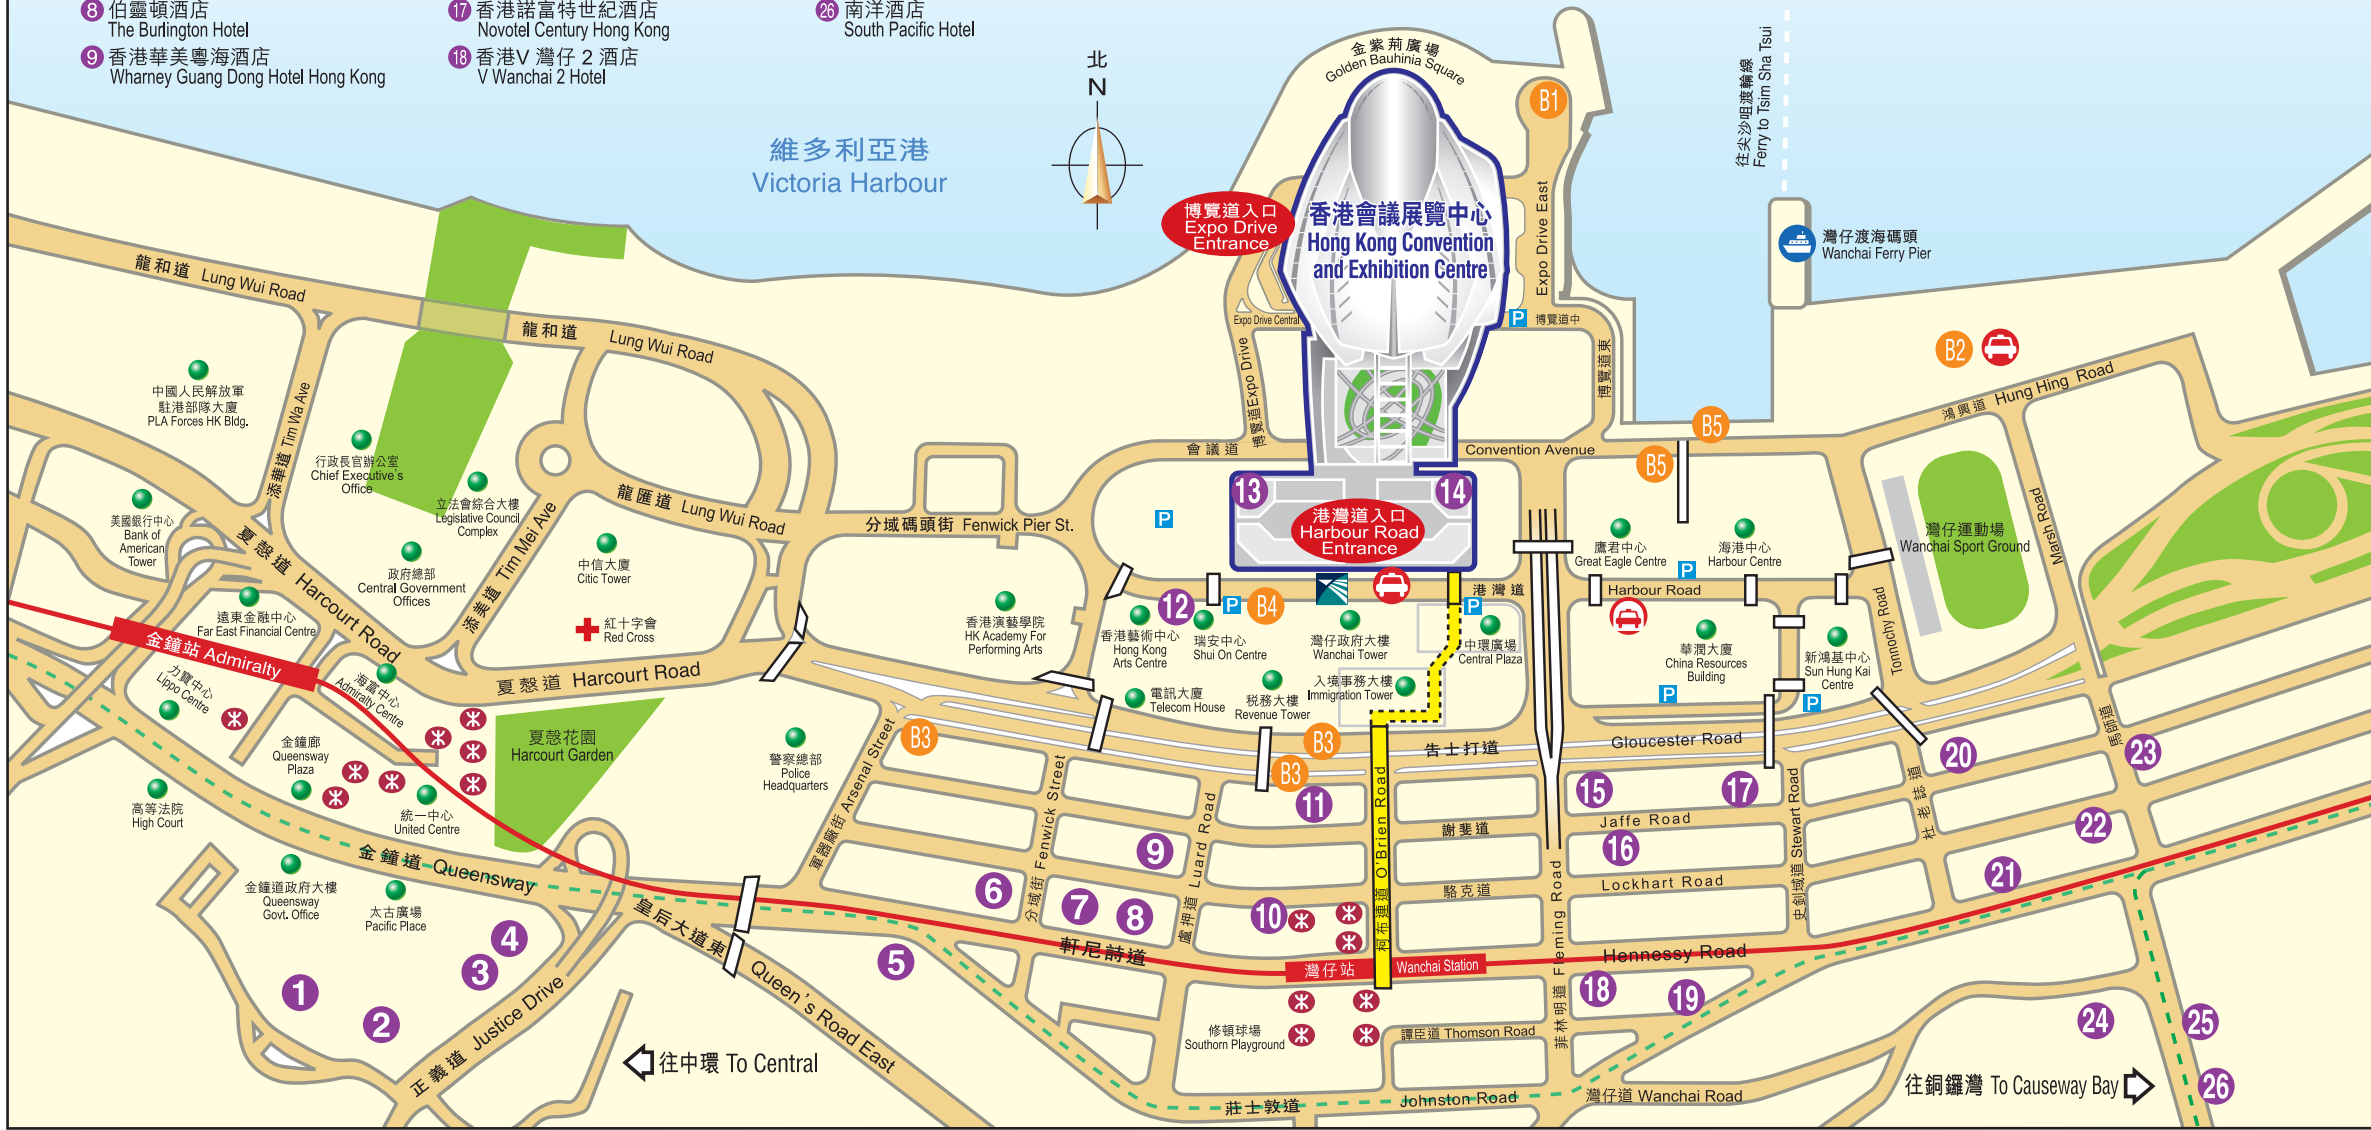 8 伯靈頓酒店
The Burlington Hotel
9 香港華美粵海酒店
Wharney Guang Dong Hotel Hong Kong
17 香港諾富特世紀酒店
Novotel Century Hong Kong
18 香港V 灣仔 2 酒店
V Wanchai 2 Hotel
26 南洋酒店
South Pacific Hotel
北
N
維多利亞港
Victoria Harbour
金紫荊廣場
Golden Bauhinia Square
B1
往尖沙咀渡輪線
Ferry to Tsim Sha Tsui
博覽道入口
Expo Drive
Entrance
香港會議展覽中心
Hong Kong Convention
and Exhibition Centre
Expo Drive East
灣仔渡海碼頭
Wanchai Ferry Pier
龍和道 Lung Wui Road
龍和道 Lung Wui Road
Expo Drive Central
P
博覽道中
博覽道東
博覽道 Expo Drive
B2
鴻興道 Hung Hing Road
中國人民解放軍
駐港部隊大廈
PLA Forces HK Bldg.
添華道 Tim Wa Ave
行政長官辦公室
Chief Executive's
Office
立法會綜合大樓
Legislative Council
Complex
會議道
Convention Avenue
B5
B5
美國銀行中心
Bank of
American
Tower
龍匯道 Lung Wui Road
分域碼頭街 Fenwick Pier St.
P
13
14
港灣道入口
Harbour Road
Entrance
鷹君中心
Great Eagle Centre
海港中心
Harbour Centre
灣仔運動場
Wanchai Sport Ground
Marsh Road
夏慤道 Harcourt Road
政府總部
Central Government
Offices
添美道 Tim Mei Ave
中信大廈
Citic Tower
紅十字會
Red Cross
遠東金融中心
Far East Financial Centre
金鐘站 Admiralty
力寶中心
Lippo Centre
海富中心
Admiralty Centre
夏慤道 Harcourt Road
香港演藝學院
HK Academy For
Performing Arts
12
P
B4
香港藝術中心
Hong Kong
Arts Centre
瑞安中心
Shui On Centre
灣仔政府大樓
Wanchai Tower
港灣道
P
中環廣場
Central Plaza
Harbour Road
P
華潤大廈
China Resources
Building
新鴻基中心
Sun Hung Kai
Centre
Tonnochy Road
電訊大廈
Telecom House
稅務大樓
Revenue Tower
入境事務大樓
Immigration Tower
P
P
金鐘廊
Queensway
Plaza
夏慤花園
Harcourt Garden
警察總部
Police
Headquarters
軍器廠街 Arsenal Street
B3
B3
B3
告士打道
Gloucester Road
馬師道
高等法院
High Court
統一中心
United Centre
金鐘道 Queensway
金鐘道政府大樓
Queensway
Govt. Office
太古廣場
Pacific Place
分域街 Fenwick Street
盧押道 Luard Road
柯布連道 O'Brien Road
菲林明道 Fleming Road
史釗域道 Stewart Road
杜老誌道
謝斐道
Jaffe Road
駱克道
Lockhart Road
11
15
17
20
23
9
16
22
6
7
8
10
21
4
3
5
1
2
皇后大道東 Queen's Road East
軒尼詩道
Hennessy Road
灣仔站
Wanchai Station
18
19
24
25
26
正義道 Justice Drive
往中環 To Central
修頓球場
Southorn Playground
譚臣道 Thomson Road
莊士敦道
Johnston Road
灣仔道 Wanchai Road
往銅鑼灣 To Causeway Bay